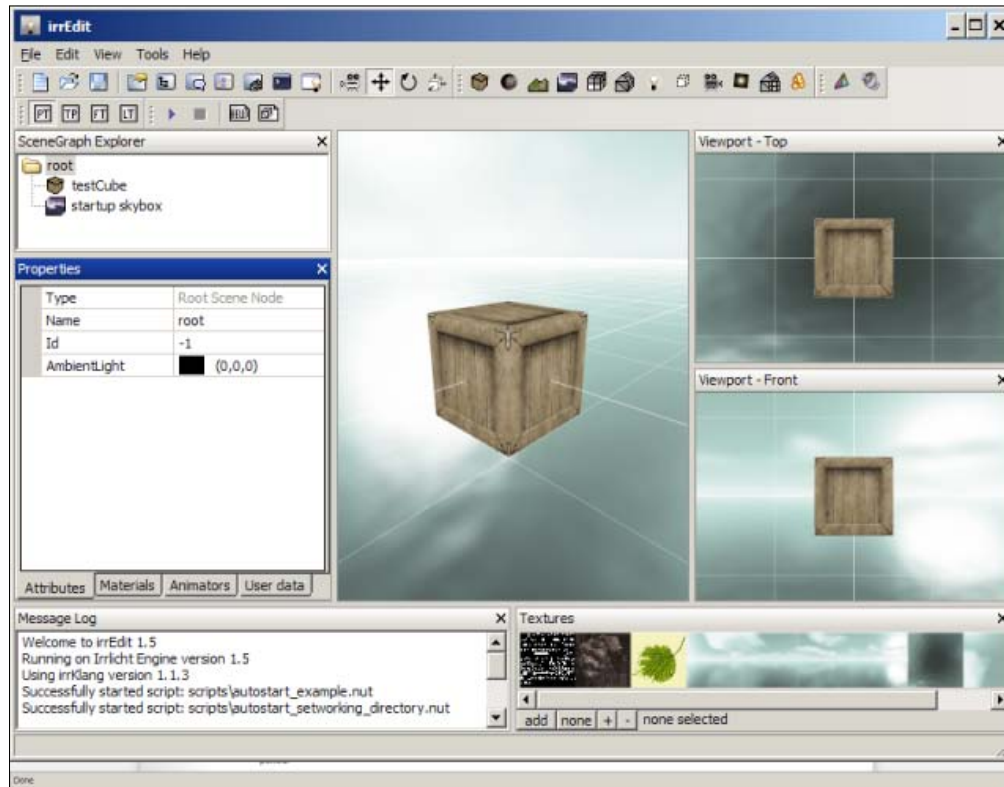 irrEdit
File Edit View Tools Help
PT TP FT LT
SceneGraph Explorer
root
testCube
startup skybox
Properties
Type Root Scene Node
Name root
Id -1
AmbientLight (0,0,0)
Attributes Materials Animators User data
Viewport - Top
Viewport - Front
Message Log
Welcome to irrEdit 1.5
Running on Irrlicht Engine version 1.5
Using irrKlang version 1.1.3
Successfully started script: scripts\autostart_example.nut
Successfully started script: scripts\autostart_setworking_directory.nut
Textures
add none + - none selected
Done